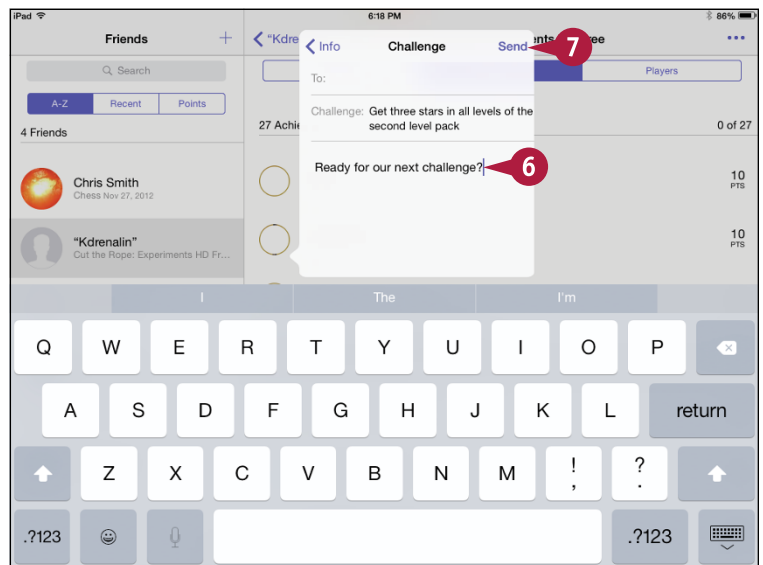 iPad
6:18 PM
86%
Friends
+
"Kdre
Info
Challenge
Send
7
ents
ee
Search
Players
A-Z
Recent
Points
To:
Challenge: Get three stars in all levels of the
second level pack
4 Friends
27 Achie
0 of 27
Ready for our next challenge?
6
Chris Smith
Chess Nov 27, 2012
10
PTS
"Kdrenalin"
Cut the Rope: Experiments HD Fr...
10
PTS
I
The
I'm
Q W E R T Y U I O P
A S D F G H J K L return
Z X C V B N M ! , ? .
.?123 .?123